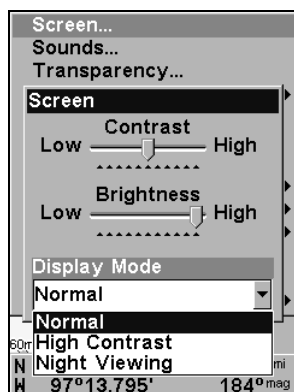 Screen...
Sounds...
Transparency...
Screen
Contrast
Low High
Brightness
Low High
Display Mode
Normal
Normal
High Contrast
Night Viewing
N mi
W 97°13.795' 184° mag